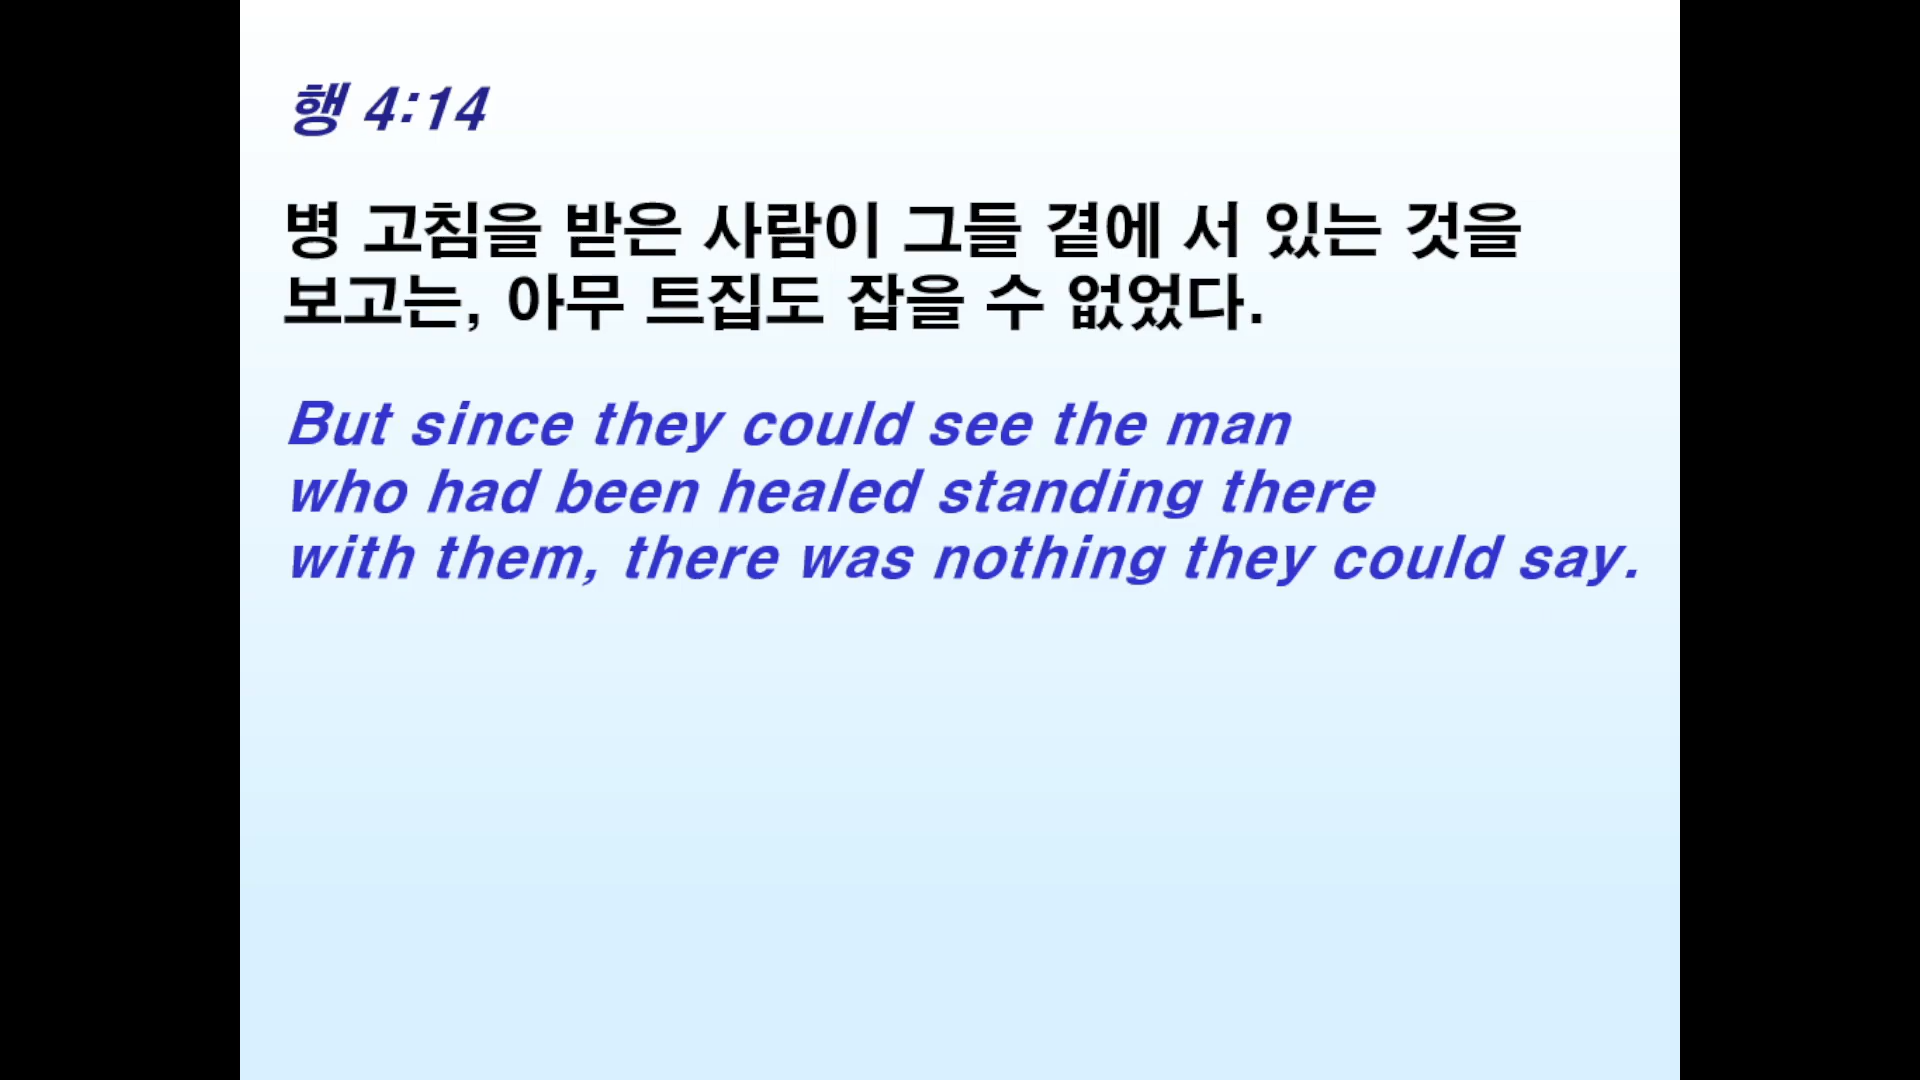 행 4:14
병 고침을 받은 사람이 그들 곁에 서 있는 것을
보고는, 아무 트집도 잡을 수 없었다.
But since they could see the man
who had been healed standing there
with them, there was nothing they could say.